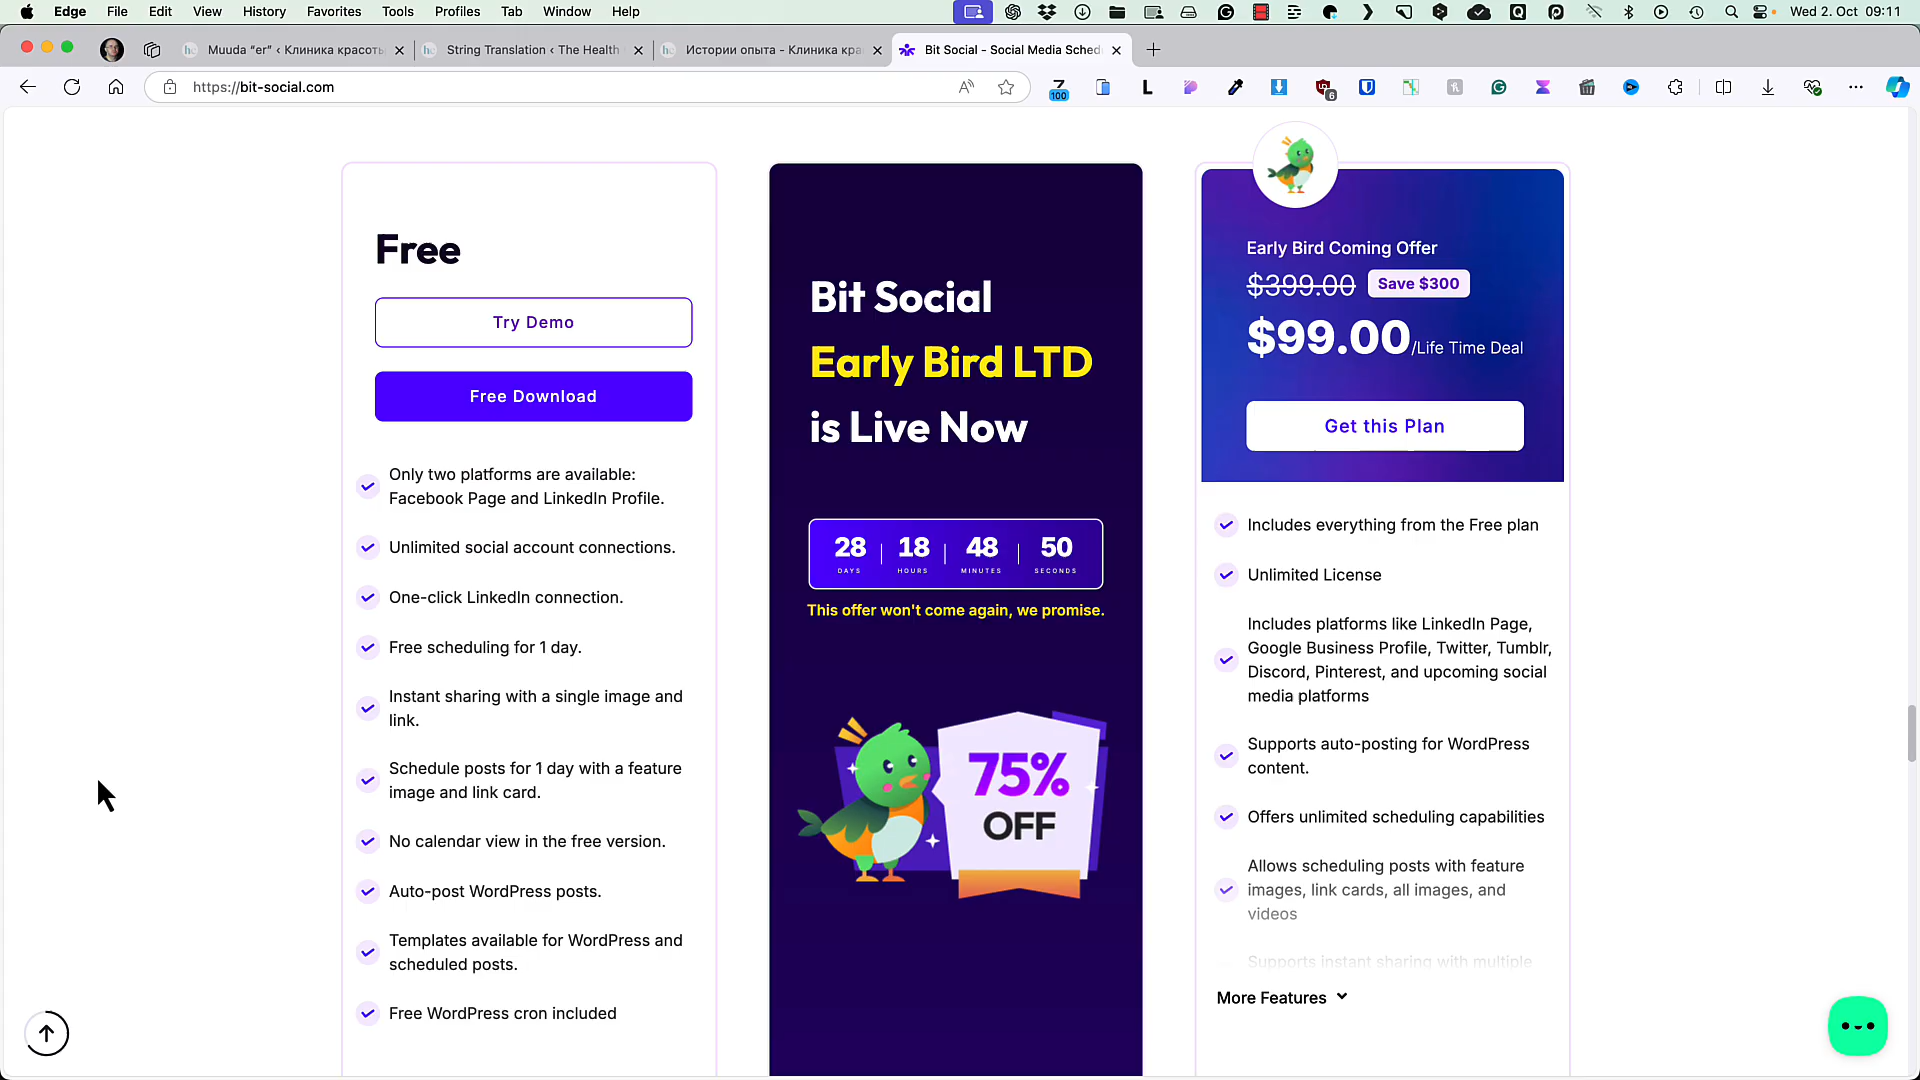 Edge File Edit View History Favorites Tools Profiles Tab Window Help
Wed 2. Oct 09:11
Muuda “er” ‹ Клиника красоты
String Translation ‹ The Health
Истории опыта - Клиника кра
Bit Social - Social Media Sched
https://bit-social.com
100
6
Free
Try Demo
Free Download
Only two platforms are available:
Facebook Page and LinkedIn Profile.
Unlimited social account connections.
One-click LinkedIn connection.
Free scheduling for 1 day.
Instant sharing with a single image and
link.
Schedule posts for 1 day with a feature
image and link card.
No calendar view in the free version.
Auto-post WordPress posts.
Templates available for WordPress and
scheduled posts.
Free WordPress cron included
Bit Social
Early Bird LTD
is Live Now
28 18 48 50
DAYS HOURS MINUTES SECONDS
This offer won't come again, we promise.
75%
OFF
Early Bird Coming Offer
$399.00 Save $300
$99.00/Life Time Deal
Get this Plan
Includes everything from the Free plan
Unlimited License
Includes platforms like LinkedIn Page,
Google Business Profile, Twitter, Tumblr,
Discord, Pinterest, and upcoming social
media platforms
Supports auto-posting for WordPress
content.
Offers unlimited scheduling capabilities
Allows scheduling posts with feature
images, link cards, all images, and
videos
Supports instant sharing with multiple
More Features